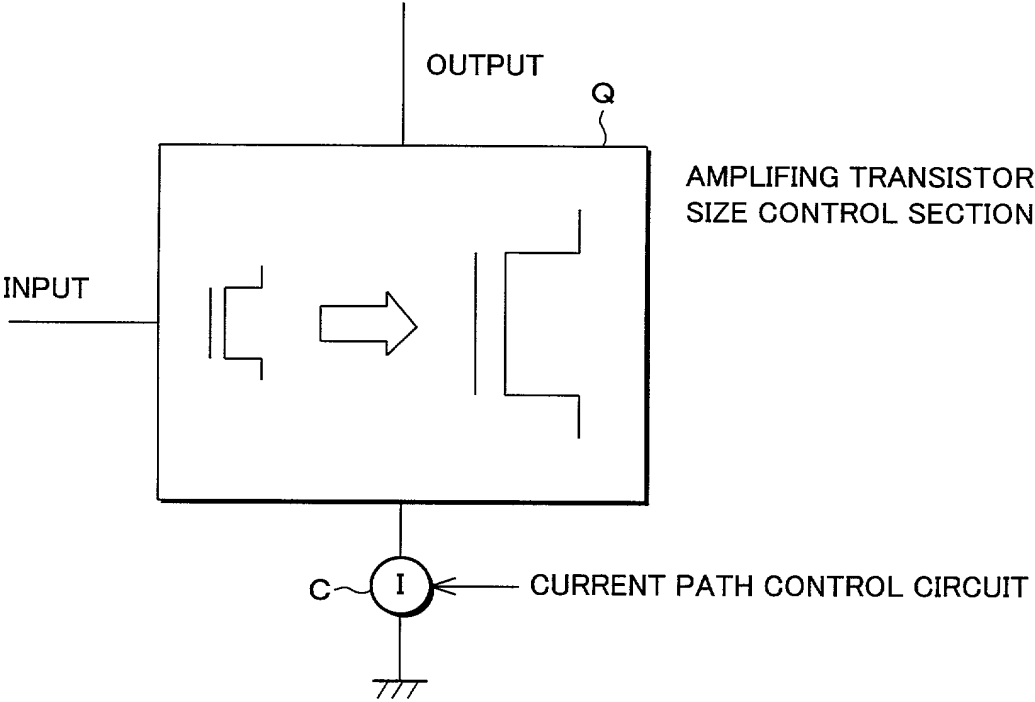 OUTPUT
Q
AMPLIFING TRANSISTOR
SIZE CONTROL SECTION
INPUT
C
I
CURRENT PATH CONTROL CIRCUIT